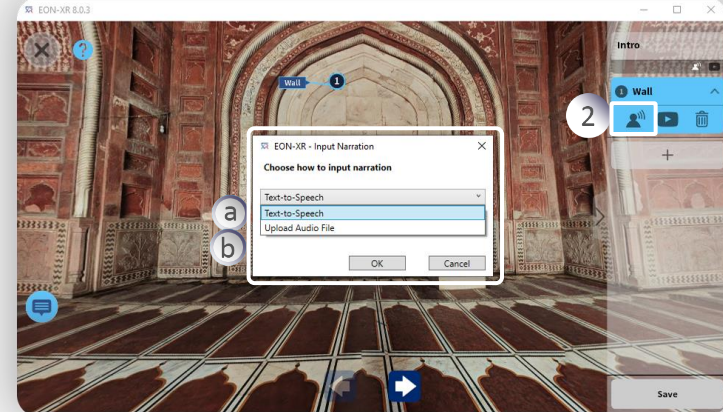 EON-XR 8.0.3
?
Intro
Wall 1
1 Wall
2
EON-XR - Input Narration
Choose how to input narration
Text-to-Speech
a Text-to-Speech
b Upload Audio File
OK Cancel
Save